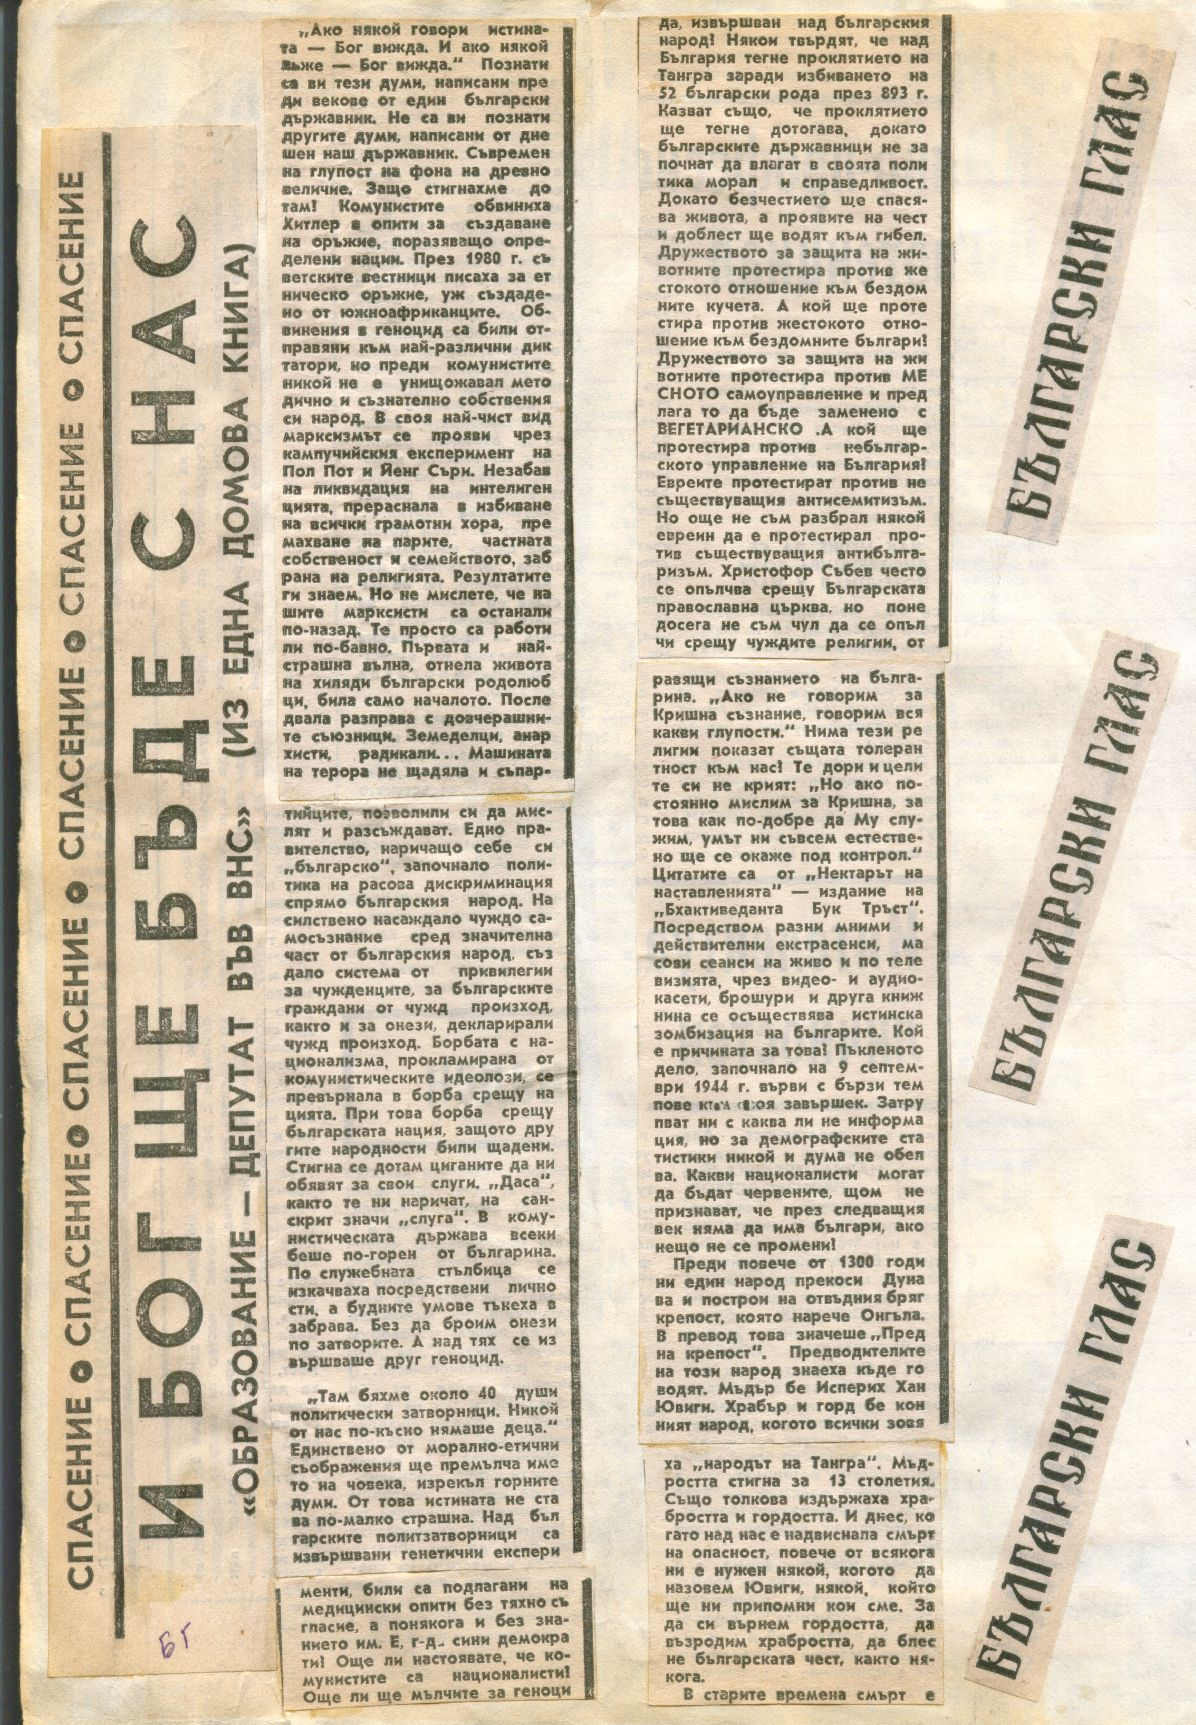 СПАСЕНИЕ • СПАСЕНИЕ • СПАСЕНИЕ • СПАСЕНИЕ • СПАСЕНИЕ • СПАСЕНИЕ
И БОГ ЩЕ БЪДЕ С НАС
«ОБРАЗОВАНИЕ — ДЕПУТАТ ВЪВ ВНС» (ИЗ ЕДНА ДОМОВА КНИГА)
БГ
„Ако някой говори истина-
та — Бог вижда. И ако някой
лъже — Бог вижда.“ Познати
са ви тези думи, написани пре
ди векове от един български
държавник. Не са ви познати
другите думи, написани от дне
шен наш държавник. Съвремен
на глупост на фона на древно
величие. Защо стигнахме до
там! Комунистите обвиниха
Хитлер в опити за създаване
на оръжие, поразяващо опре-
делени нации. През 1980 г. съ
ветските вестници писаха за ет
ническо оръжие, уж създаде-
но от южноафриканците. Об-
винения в геноцид са били от-
правяни към най-различни дик
татори, но преди комунистите
никой не е унищожавал мето
дично и съзнателно собствения
си народ. В своя най-чист вид
марксизмът се прояви чрез
кампучийския експеримент на
Пол Пот и Йенг Съри. Незабав
на ликвидация на интелиген
цията, прераснала в избиване
на всички грамотни хора, пре
махване на парите, частната
собственост и семейството, заб
рана на религията. Резултатите
ги знаем. Но не мислете, че на
шите марксисти са останали
по-назад. Те просто са работи
ли по-бавно. Първата и най-
страшна вълна, отнела живота
на хиляди български родолюб
ци, била само началото. После
двала разправа с довчерашни-
те съюзници. Земеделци, анар
хисти, радикали... Машината
на терора не щадяла и съпар-
тийците, позволили си да мис-
лят и разсъждават. Едно пра-
вителство, наричащо себе си
„българско“, започнало поли-
тика на расова дискриминация
спрямо българския народ. На
силствено насаждало чуждо са-
мосъзнание сред значителна
част от българския народ, съз
дало система от привилегии
за чужденците, за българските
граждани от чужд произход,
както и за онези, декларирали
чужд произход. Борбата с на-
ционализма, прокламирана от
комунистическите идеолози, се
превърнала в борба срещу на
цията. При това борба срещу
българската нация, защото дру
гите народности били щадени.
Стигна се дотам циганите да ни
обявят за свои слуги. „Даса“,
както те ни наричат, на сан-
скрит значи „слуга“. В кому-
нистическата държава всеки
беше по-горен от българина.
По служебната стълбица се
изкачваха посредствени лично
сти, а будните умове тънеха в
забрава. Без да броим онези
по затворите. А над тях се из
вършваше друг геноцид.
„Там бяхме около 40 души
политически затворници. Никой
от нас по-късно нямаше деца.“
Единствено от морално-етични
съображения ще премълча име
то на човека, изрекъл горните
думи. От това истината не ста
ва по-малко страшна. Над бъл
гарските политзатворници са
извършвани генетични експери
менти, били са подлагани на
медицински опити без тяхно съ
гласие, а понякога и без зна-
нието им. Е, г-д.. сини демокра
ти! Още ли настоявате, че ко-
мунистите са националисти!
Още ли ще мълчите за геноци
да, извършван над българския
народ! Някои твърдят, че над
България тегне проклятието на
Тангра заради избиването на
52 български рода през 893 г.
Казват също, че проклятието
ще тегне дотогава, докато
българските държавници не за
почнат да влагат в своята поли
тика морал и справедливост.
Докато безчестието ще спася-
ва живота, а проявите на чест
и доблест ще водят към гибел.
Дружеството за защита на жи-
вотните протестира против же
стокото отношение към бездом
ните кучета. А кой ще проте
стира против жестокото отно-
шение към бездомните българи!
Дружеството за защита на жи
вотните протестира против МЕ
СНОТО самоуправление и пред
лага то да бъде заменено с
ВЕГЕТАРИАНСКО .А кой ще
протестира против небългар-
ското управление на България!
Евреите протестират против не
съществуващия антисемитизъм.
Но още не съм разбрал някой
евреин да е протестирал про-
тив съществуващия антибълга-
ризъм. Христофор Събев често
се опълчва срещу Българската
православна църква, но поне
досега не съм чул да се опъл
чи срещу чуждите религии, от
равящи съзнанието на бълга-
рина. „Ако не говорим за
Кришна съзнание, говорим вся
какви глупости.“ Нима тези ре
лигии показат същата толеран
тност към нас! Те дори и цели
те си не крият: „Но ако по-
стоянно мислим за Кришна, за
това как по-добре да Му слу-
жим, умът ни съвсем естестве-
но ще се окаже под контрол.“
Цитатите са от „Нектарът на
наставленията“ — издание на
„Бхактиведанта Бук Тръст“.
Посредством разни мними и
действителни екстрасенси, ма
сови сеанси на живо и по теле
визията, чрез видео- и аудио-
касети, брошури и друга книж
нина се осъществява истинска
зомбизация на българите. Кой
е причината за това! Пъкленото
дело, започнало на 9 септем-
ври 1944 г. върви с бързи тем
пове към своя завършек. Затру
пват ни с каква ли не информа
ция, но за демографските ста
тистики никой и дума не обел
ва. Какви националисти могат
да бъдат червените, щом не
признават, че през следващия
век няма да има българи, ако
нещо не се промени!
Преди повече от 1300 годи
ни един народ прекоси Дуна
ва и построи на отвъдния бряг
крепост, която нарече Онгъла.
В превод това значеше „Пред
на крепост“. Предводителите
на този народ знаеха къде го
водят. Мъдър бе Исперих Хан
Ювиги. Храбър и горд бе кон
ният народ, когото всички зовя
ха „народът на Тангра“. Мъд-
ростта стигна за 13 столетия.
Също толкова издържаха хра-
бростта и гордостта. И днес, ко
гато над нас е надвиснала смърт
на опасност, повече от всякога
ни е нужен някой, когото да
назовем Ювиги, някой, който
ще ни припомни кои сме. За
да си върнем гордостта, да
възродим храбростта, да блес
не българската чест, както ня-
кога.
В старите времена смърт е
БЪЛГАРСКИ ГЛАС
БЪЛГАРСКИ ГЛАС
БЪЛГАРСКИ ГЛАС